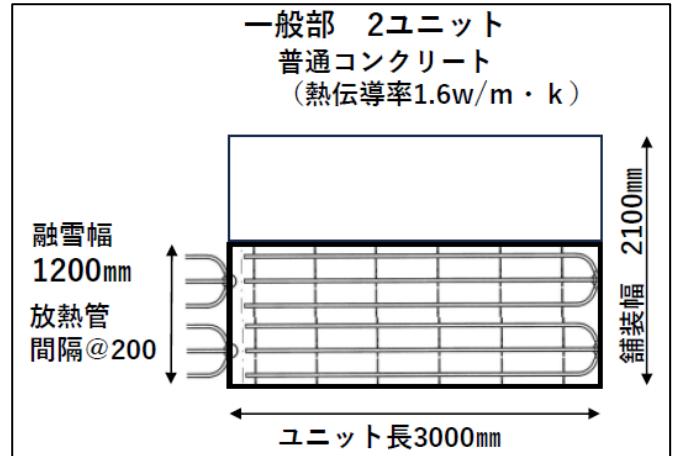 一般部　2ユニット
普通コンクリート
（熱伝導率1.6w/m・k）
融雪幅
1200㎜
放熱管
間隔@200
舗装幅　2100㎜
ユニット長3000㎜